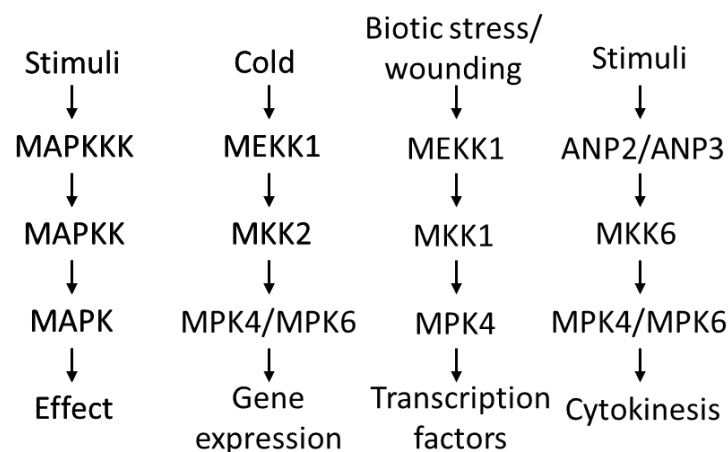 Stimuli
MAPKKK
MAPKK
MAPK
Effect
Cold
MEKK1
MKK2
MPK4/MPK6
Gene
expression
Biotic stress/
wounding
MEKK1
MKK1
MPK4
Transcription
factors
Stimuli
ANP2/ANP3
MKK6
MPK4/MPK6
Cytokinesis